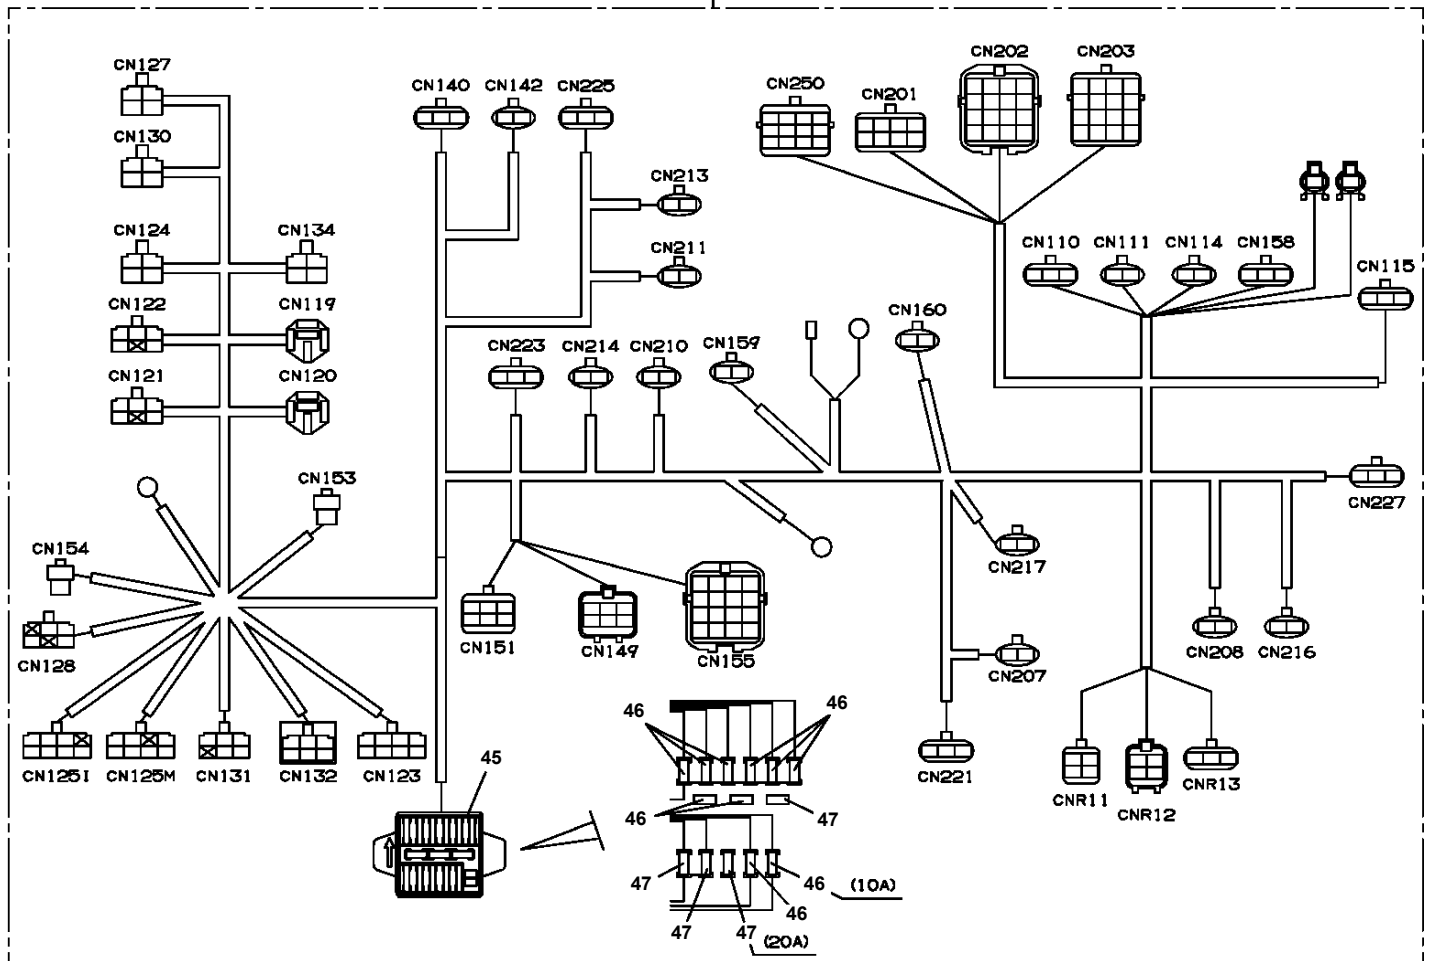 CN202 CN203
CN127
CN140 CN142 CN225
CN250
CN201
CN130
CN213
CN124 CN134
CN110 CN111 CN114 CN158
CN211
CN115
CN122 CN119
CN160
CN223 CN214 CN210 CN159
CN121 CN120
CN153
CN227
CN154
CN217
CN151 CN149 CN155
CN208 CN216
CN128
CN207
46 46
45
CN125I CN125M CN131 CN132 CN123
CN221
CNR11 CNR12 CNR13
46 47
47 46 (10A)
46
47 47 (20A)